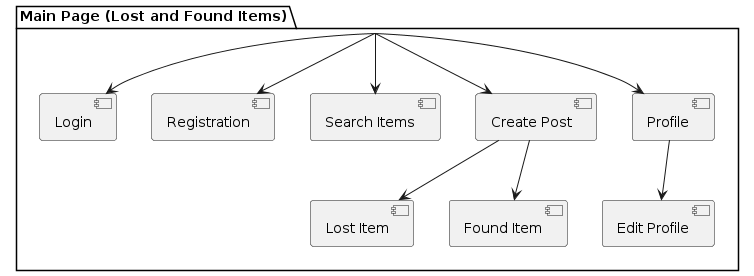 Main Page (Lost and Found Items)
Login
Registration
Search Items
Create Post
Profile
Lost Item
Found Item
Edit Profile